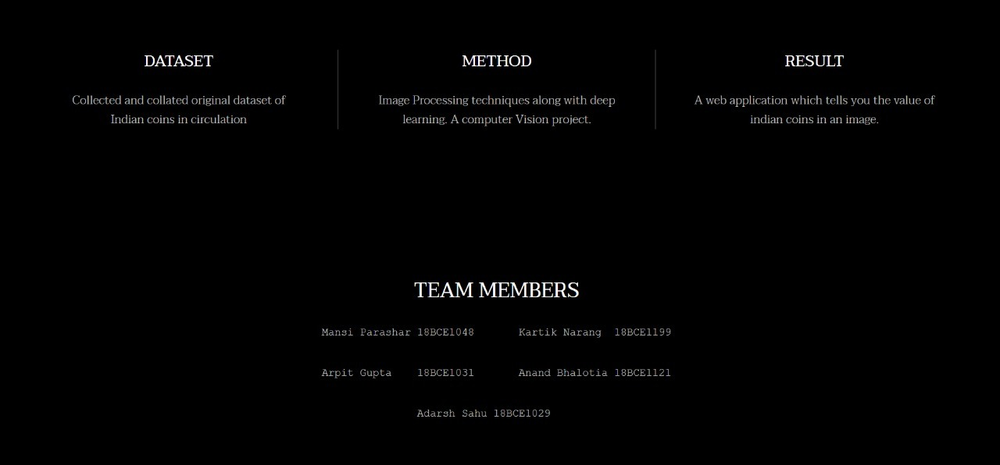 DATASET
Collected and collated original dataset of
Indian coins in circulation
METHOD
Image Processing techniques along with deep
learning. A computer Vision project.
RESULT
A web application which tells you the value of
indian coins in an image.
TEAM MEMBERS
Mansi Parashar 18BCE1048 Kartik Narang 18BCE1199
Arpit Gupta 18BCE1031 Anand Bhalotia 18BCE1121
Adarsh Sahu 18BCE1029